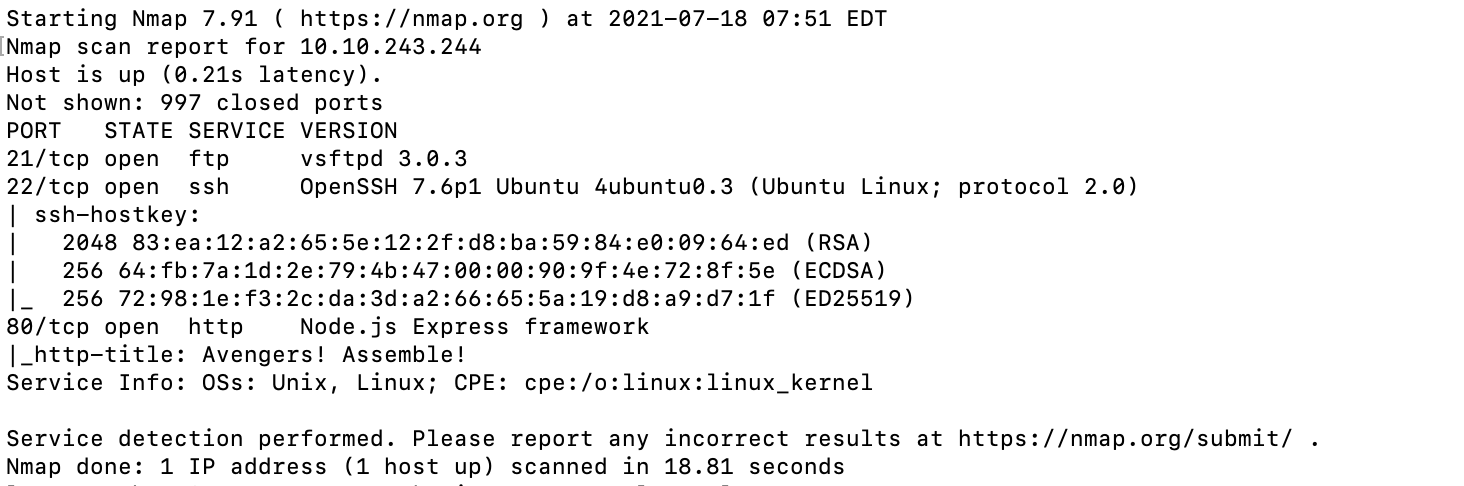 Starting Nmap 7.91 ( https://nmap.org ) at 2021-07-18 07:51 EDT
Nmap scan report for 10.10.243.244
Host is up (0.21s latency).
Not shown: 997 closed ports
PORT   STATE SERVICE VERSION
21/tcp open  ftp     vsftpd 3.0.3
22/tcp open  ssh     OpenSSH 7.6p1 Ubuntu 4ubuntu0.3 (Ubuntu Linux; protocol 2.0)
| ssh-hostkey:
|   2048 83:ea:12:a2:65:5e:12:2f:d8:ba:59:84:e0:09:64:ed (RSA)
|   256 64:fb:7a:1d:2e:79:4b:47:00:00:90:9f:4e:72:8f:5e (ECDSA)
|_  256 72:98:1e:f3:2c:da:3d:a2:66:65:5a:19:d8:a9:d7:1f (ED25519)
80/tcp open  http    Node.js Express framework
|_http-title: Avengers! Assemble!
Service Info: OSs: Unix, Linux; CPE: cpe:/o:linux:linux_kernel
Service detection performed. Please report any incorrect results at https://nmap.org/submit/ .
Nmap done: 1 IP address (1 host up) scanned in 18.81 seconds